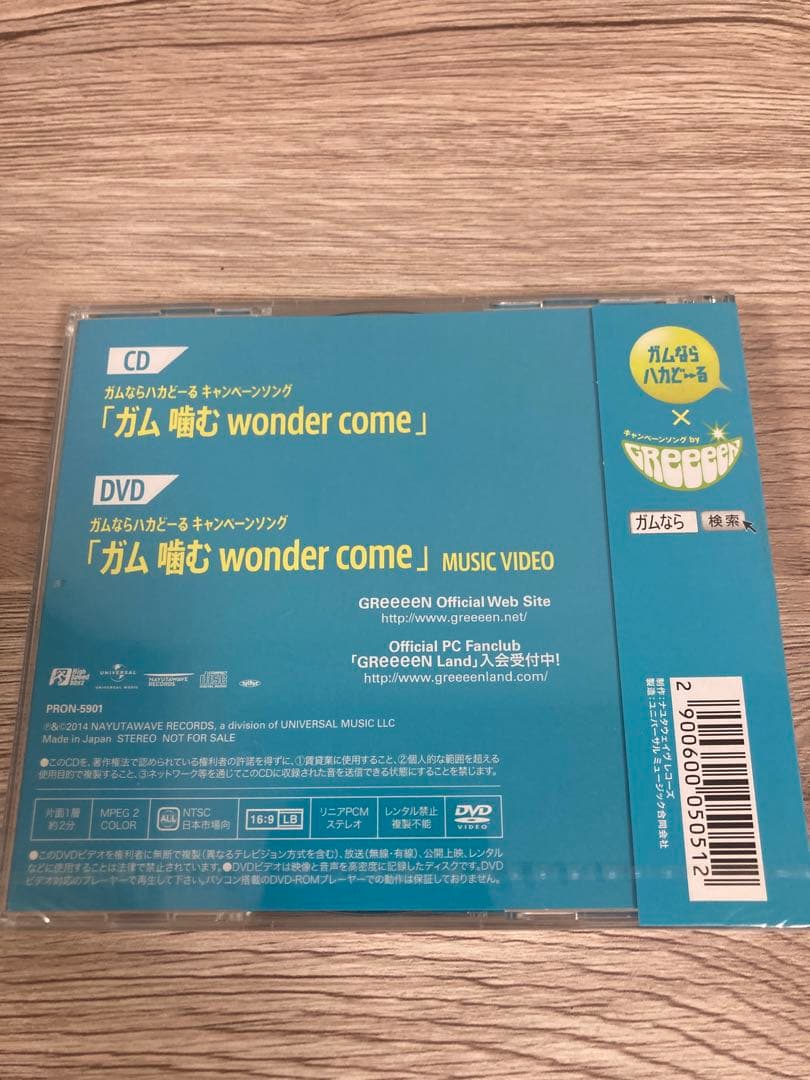 CD
ガムならハカどーる キャンペーンソング
「ガム 噛む wonder come」
DVD
ガムならハカどーる キャンペーンソング
「ガム 噛む wonder come」 MUSIC VIDEO
GReeeeN Official Web Site
http://www.greeeen.net/
Official PC Fanclub
「GReeeeN Land」入会受付中!
http://www.greeeenland.com/
High Speed Boyz
UNIVERSAL
UNIVERSAL MUSIC
NAYUTAWAVE RECORDS
COMPACT disc DIGITAL AUDIO
PRON-5901
℗&©2014 NAYUTAWAVE RECORDS, a division of UNIVERSAL MUSIC LLC
Made in Japan STEREO NOT FOR SALE
●このCDを、著作権法で認められている権利者の許諾を得ずに、①賃貸業に使用すること、②個人的な範囲を超える
使用目的で複製すること、③ネットワーク等を通じてこのCDに収録された音を送信できる状態にすることを禁じます。
片面1層
約2分
MPEG 2
COLOR
ALL
NTSC
日本市場向
16:9 LB
リニアPCM
ステレオ
レンタル禁止
複製不能
DVD
VIDEO
●このDVDビデオを権利者に無断で複製(異なるテレビジョン方式を含む)、放送(無線・有線)、公開上映、レンタル
などに使用することは法律で禁止されています。●DVDビデオは映像と音声を高密度に記録したディスクです。DVD
ビデオ対応のプレーヤーで再生して下さい。パソコン搭載のDVD-ROMプレーヤーでの動作は保証しておりません。
ガムなら
ハカどーる
×
キャンペーンソング by
GReeeeN
ガムなら 検索
制作:ナユタウェイヴ レコーズ
製造:ユニバーサル ミュージック合同会社
2900600050512